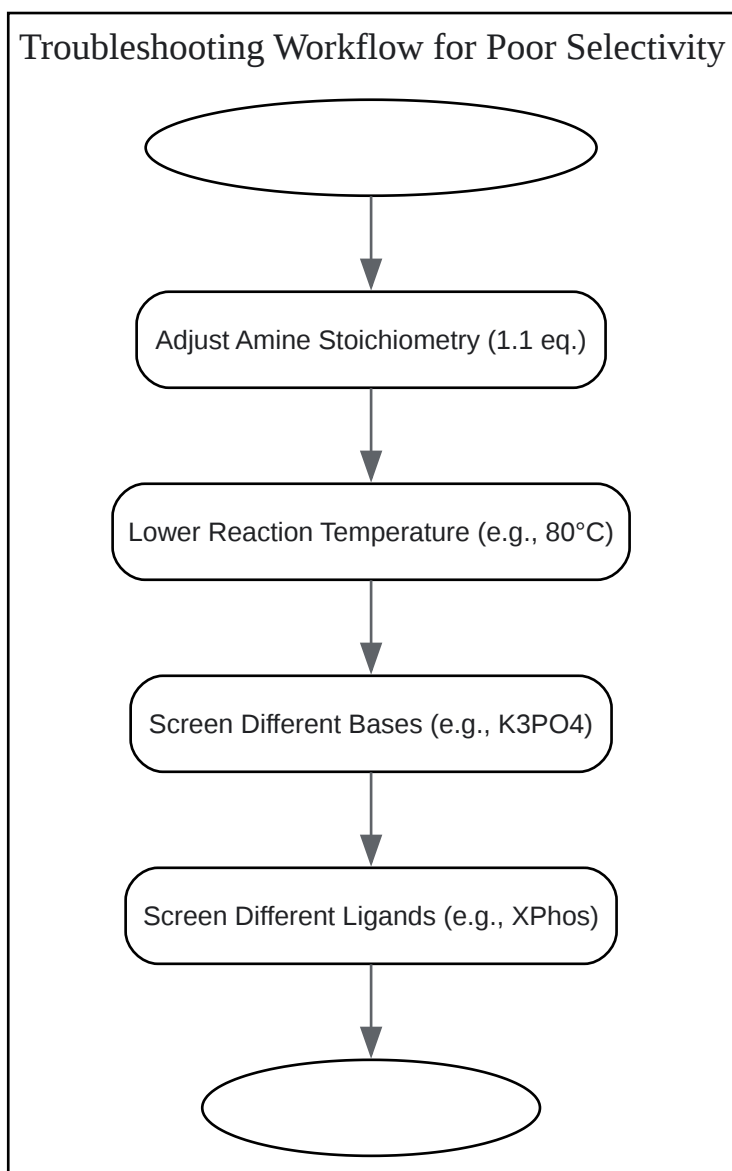 Troubleshooting Workflow for Poor Selectivity
Adjust Amine Stoichiometry (1.1 eq.)
Lower Reaction Temperature (e.g., 80°C)
Screen Different Bases (e.g., K3PO4)
Screen Different Ligands (e.g., XPhos)